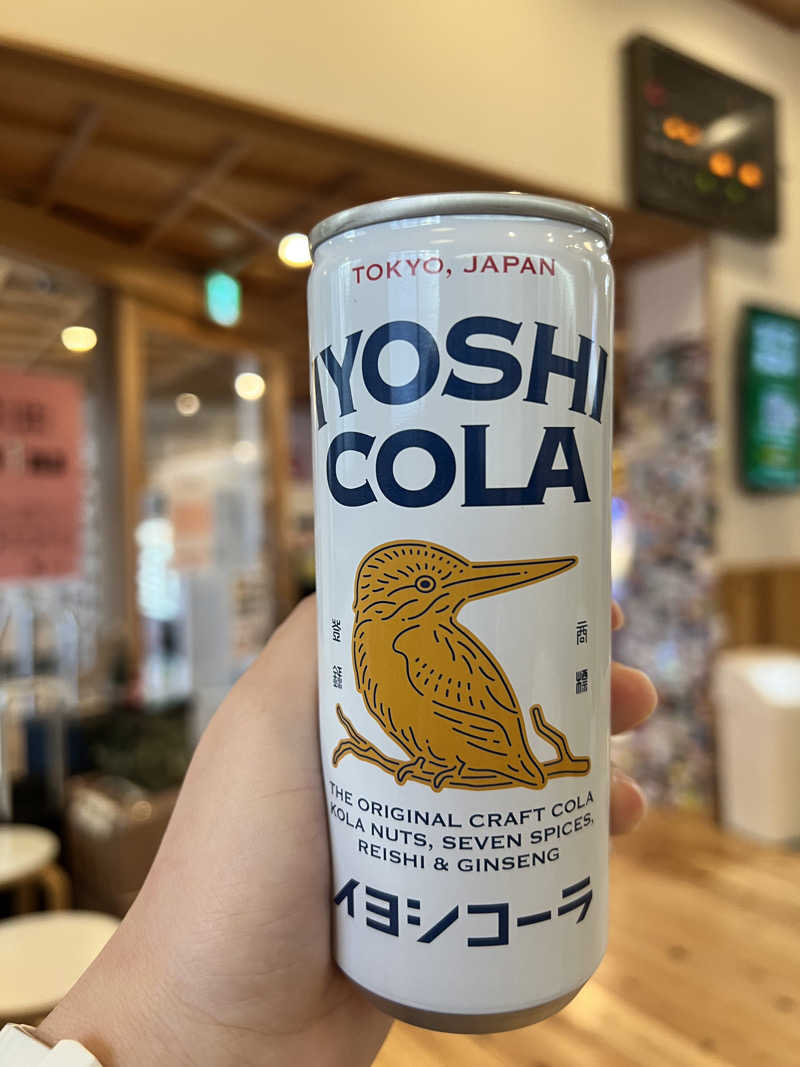 TOKYO, JAPAN
IYOSHI
COLA
THE ORIGINAL CRAFT COLA
KOLA NUTS, SEVEN SPICES,
REISHI & GINSENG
イヨシコーラ